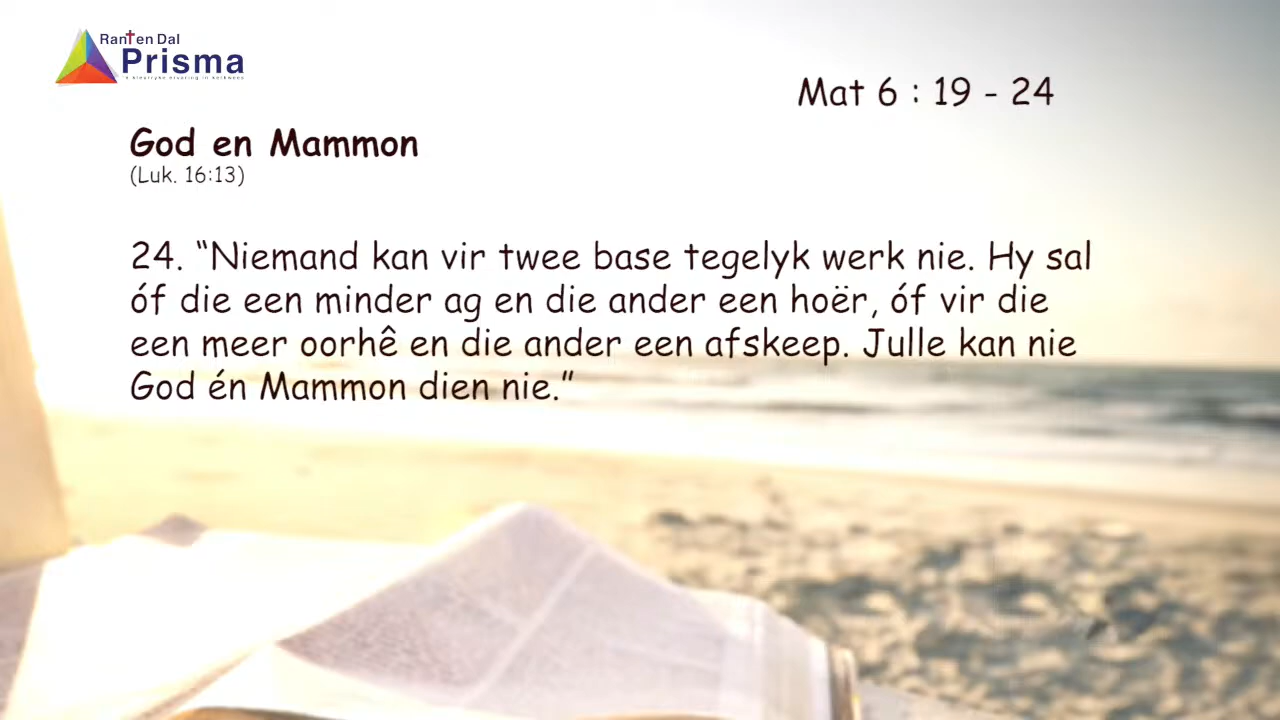 Rant en Dal
Prisma
Mat 6 : 19 - 24
God en Mammon
(Luk. 16:13)
24. “Niemand kan vir twee base tegelyk werk nie. Hy sal
óf die een minder ag en die ander een hoër, óf vir die
een meer oorhê en die ander een afskeep. Julle kan nie
God én Mammon dien nie.”